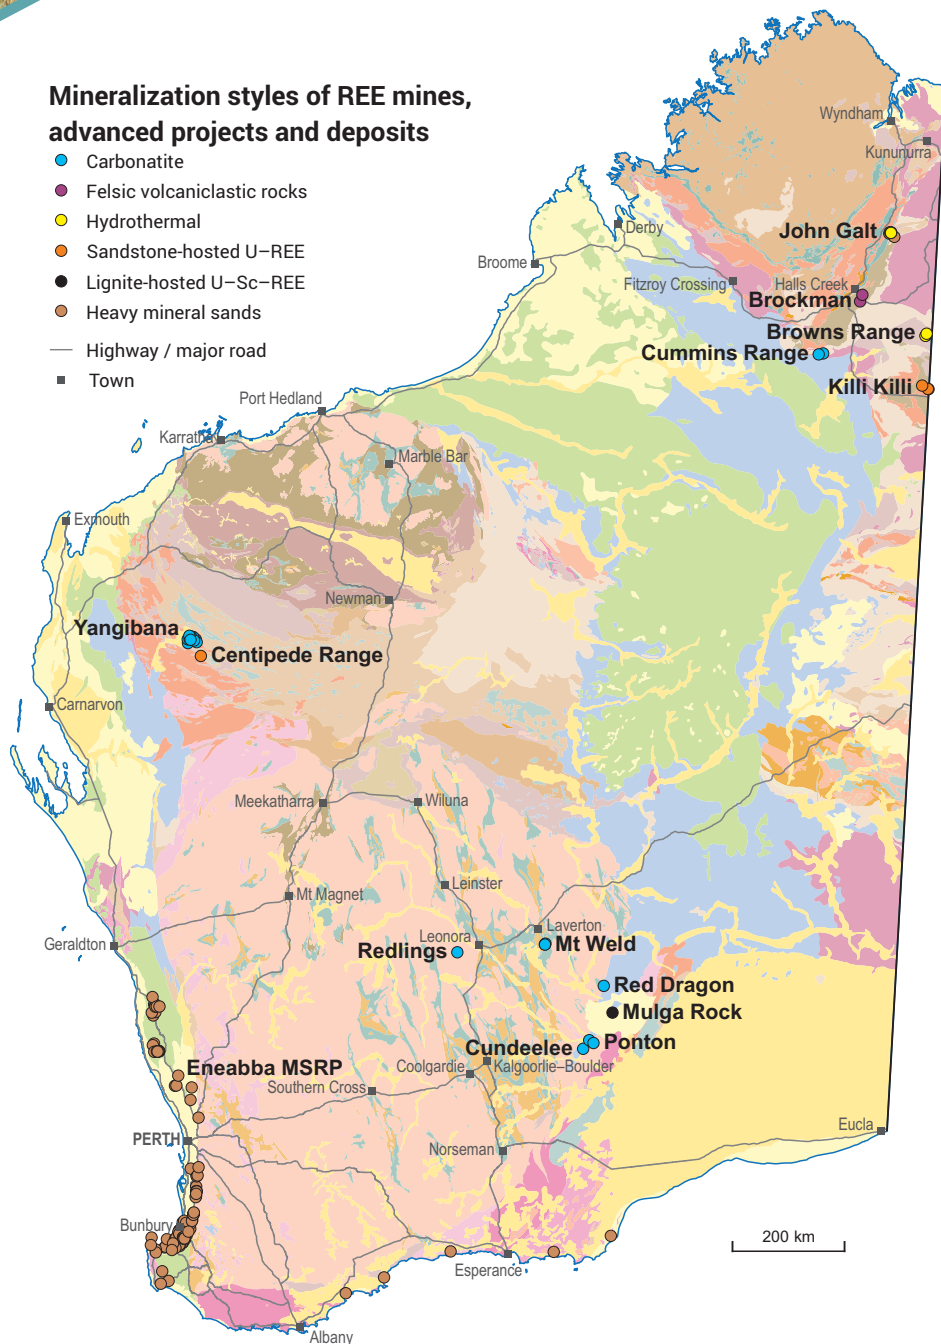 Mineralization styles of REE mines,
advanced projects and deposits
Carbonatite
Felsic volcaniclastic rocks
Hydrothermal
Sandstone-hosted U–REE
Lignite-hosted U–Sc–REE
Heavy mineral sands
Highway / major road
Town
Wyndham
Kununurra
Derby
John Galt
Broome
Fitzroy Crossing
Halls Creek
Brockman
Browns Range
Cummins Range
Killi Killi
Port Hedland
Karratha
Marble Bar
Exmouth
Newman
Yangibana
Centipede Range
Carnarvon
Meekatharra
Wiluna
Leinster
Mt Magnet
Laverton
Leonora
Geraldton
Mt Weld
Redlings
Red Dragon
Mulga Rock
Ponton
Cundeelee
Eneabba MSRP
Coolgardie
Kalgoorlie–Boulder
Southern Cross
Eucla
PERTH
Norseman
Bunbury
200 km
Esperance
Albany